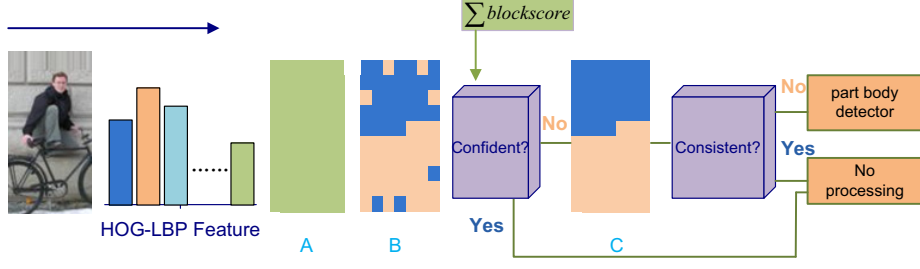 ∑ blockscore
Confident?
No
Consistent?
No
part body
detector
Yes
No
processing
......
HOG-LBP Feature
A
B
Yes
C